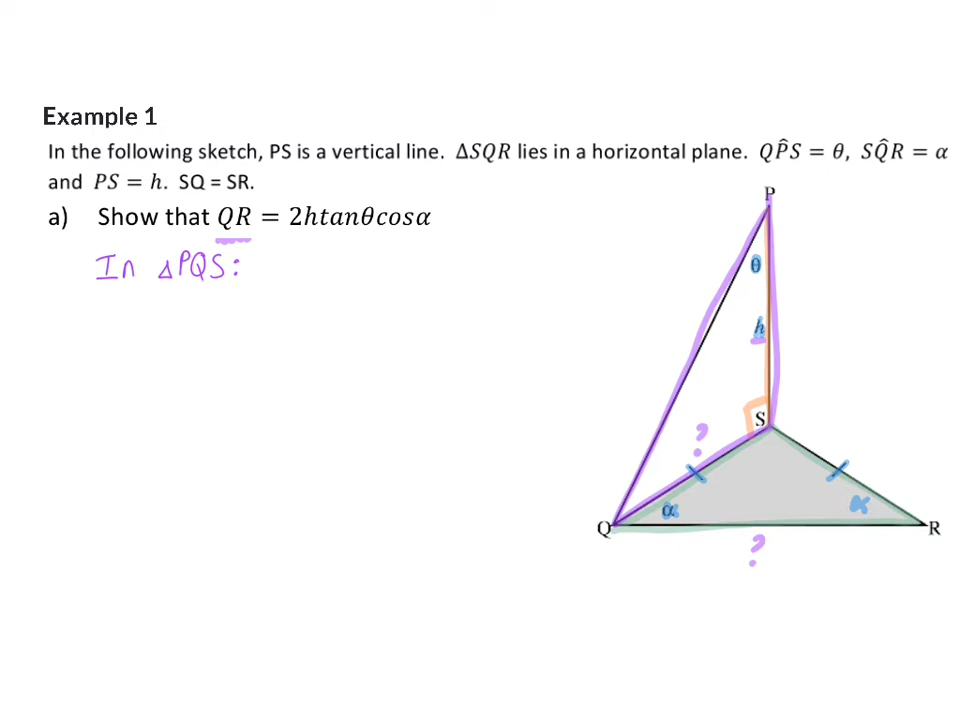 Example 1
In the following sketch, PS is a vertical line. ΔSQR lies in a horizontal plane. QP̂S = θ, SQ̂R = α
and PS = h. SQ = SR.
a) Show that QR = 2htanθcosα
In △PQS:
P
θ
h
S
?
α
α
Q
R
?